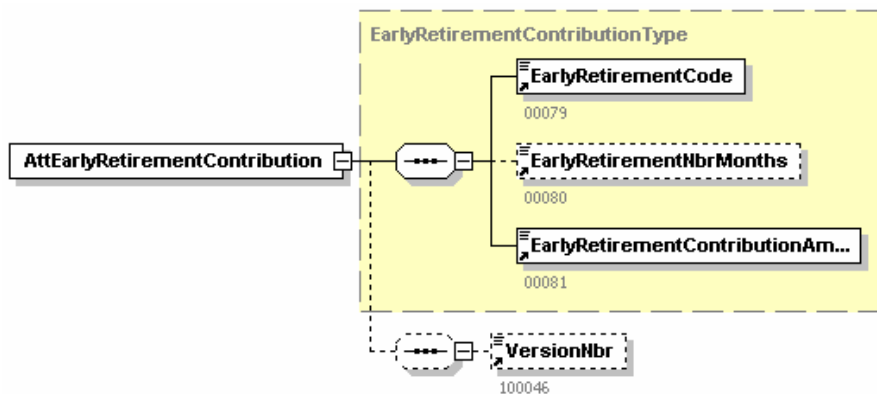 EarlyRetirementContributionType
EarlyRetirementCode
00079
AttEarlyRetirementContribution
EarlyRetirementNbrMonths
00080
EarlyRetirementContributionAm...
00081
VersionNbr
100046